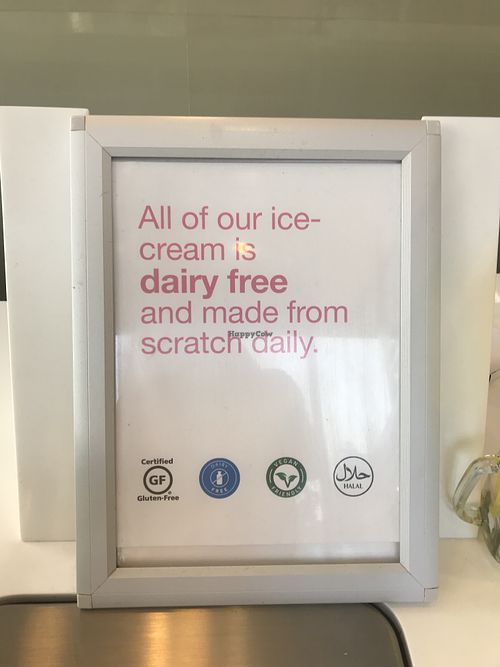 All of our ice-
cream is
dairy free
and made from
HappyCow
scratch daily.
Certified
GF
®
Gluten-Free
DAIRY
FREE
VEGAN
FRIENDLY
حلال
HALAL